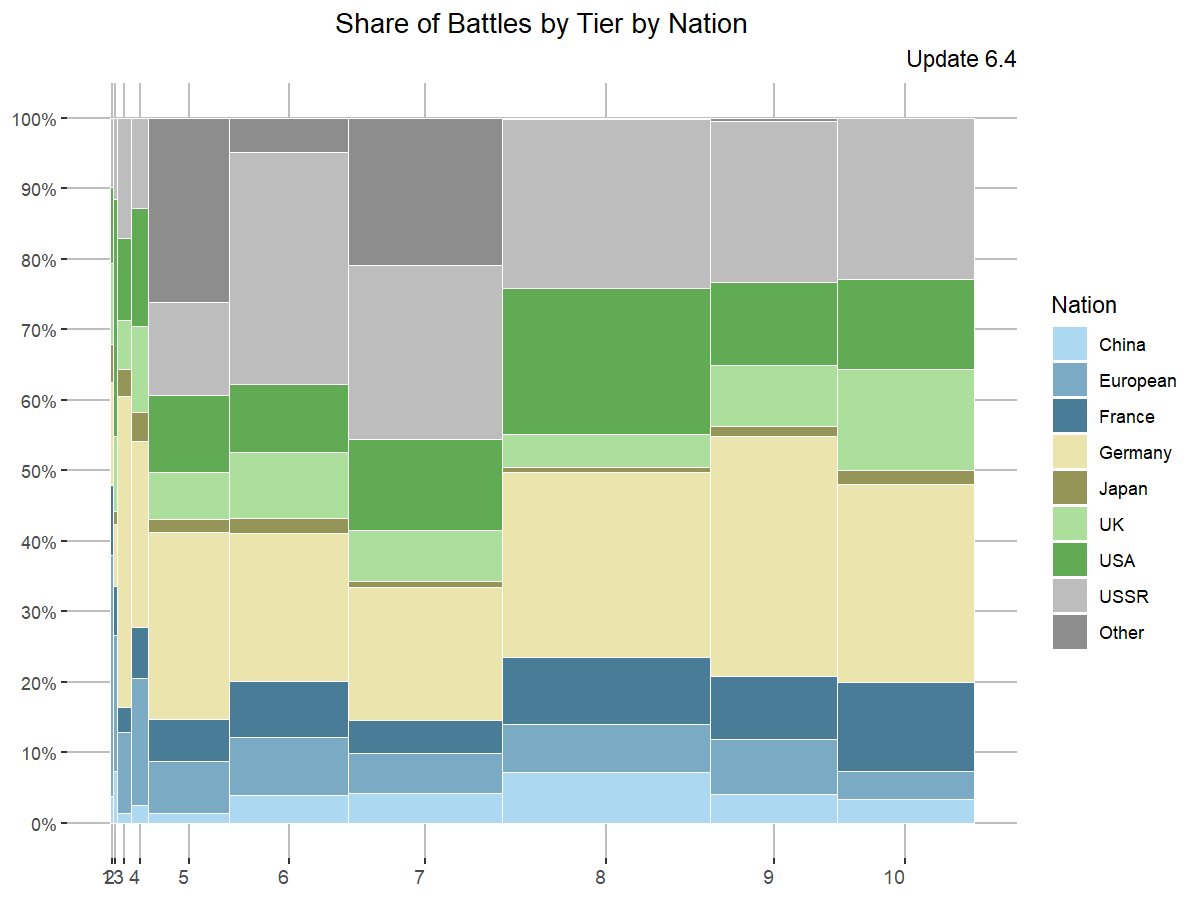 Share of Battles by Tier by Nation
Update 6.4
100%
90%
80%
70%
60%
50%
40%
30%
20%
10%
0%
1 2 3 4 5 6 7 8 9 10
Nation
China
European
France
Germany
Japan
UK
USA
USSR
Other